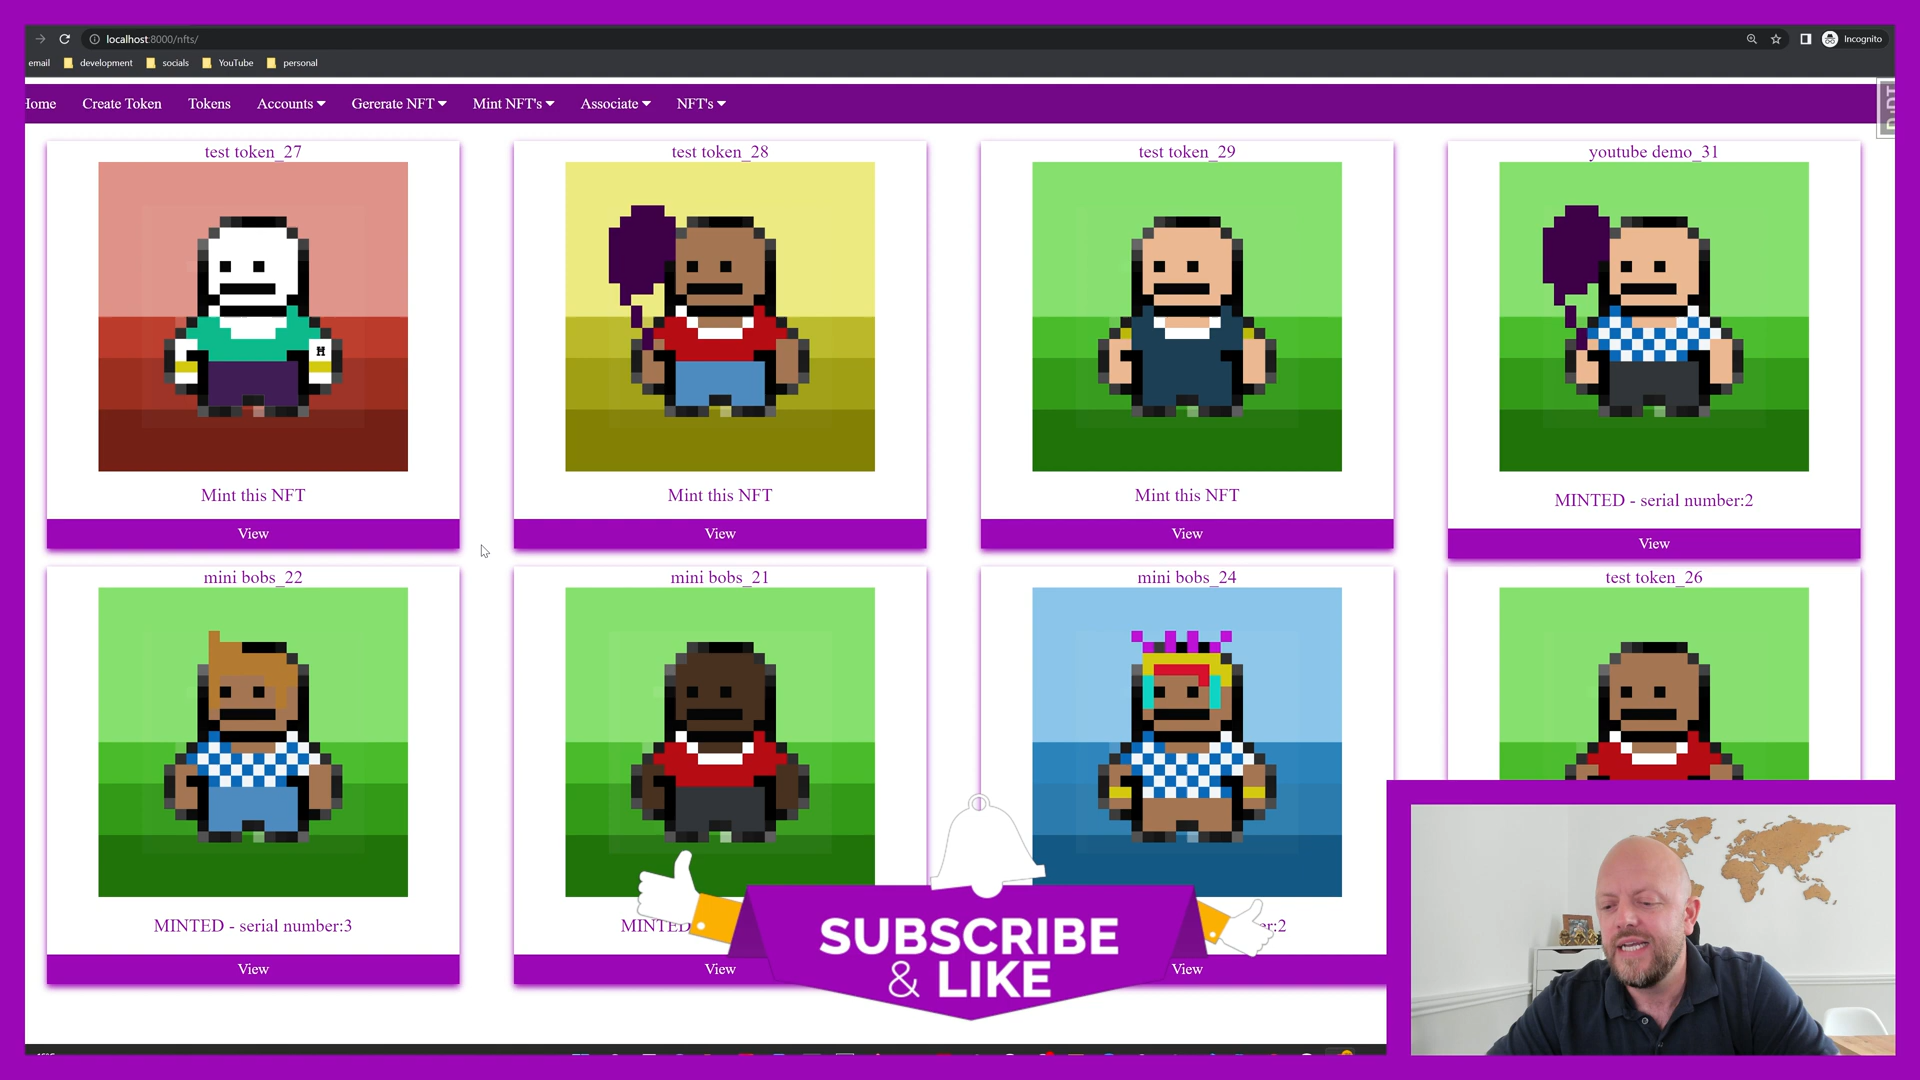 localhost:8000/nfts/
Incognito
email development socials YouTube personal
Home Create Token Tokens Accounts Gererate NFT Mint NFT's Associate NFT's
test token_27
test token_28
test token_29
youtube demo_31
H
Mint this NFT
Mint this NFT
Mint this NFT
MINTED - serial number:2
View
View
View
View
mini bobs_22
mini bobs_21
mini bobs_24
test token_26
MINTED - serial number:3
MINTED
er:2
View
View
View
SUBSCRIBE
& LIKE